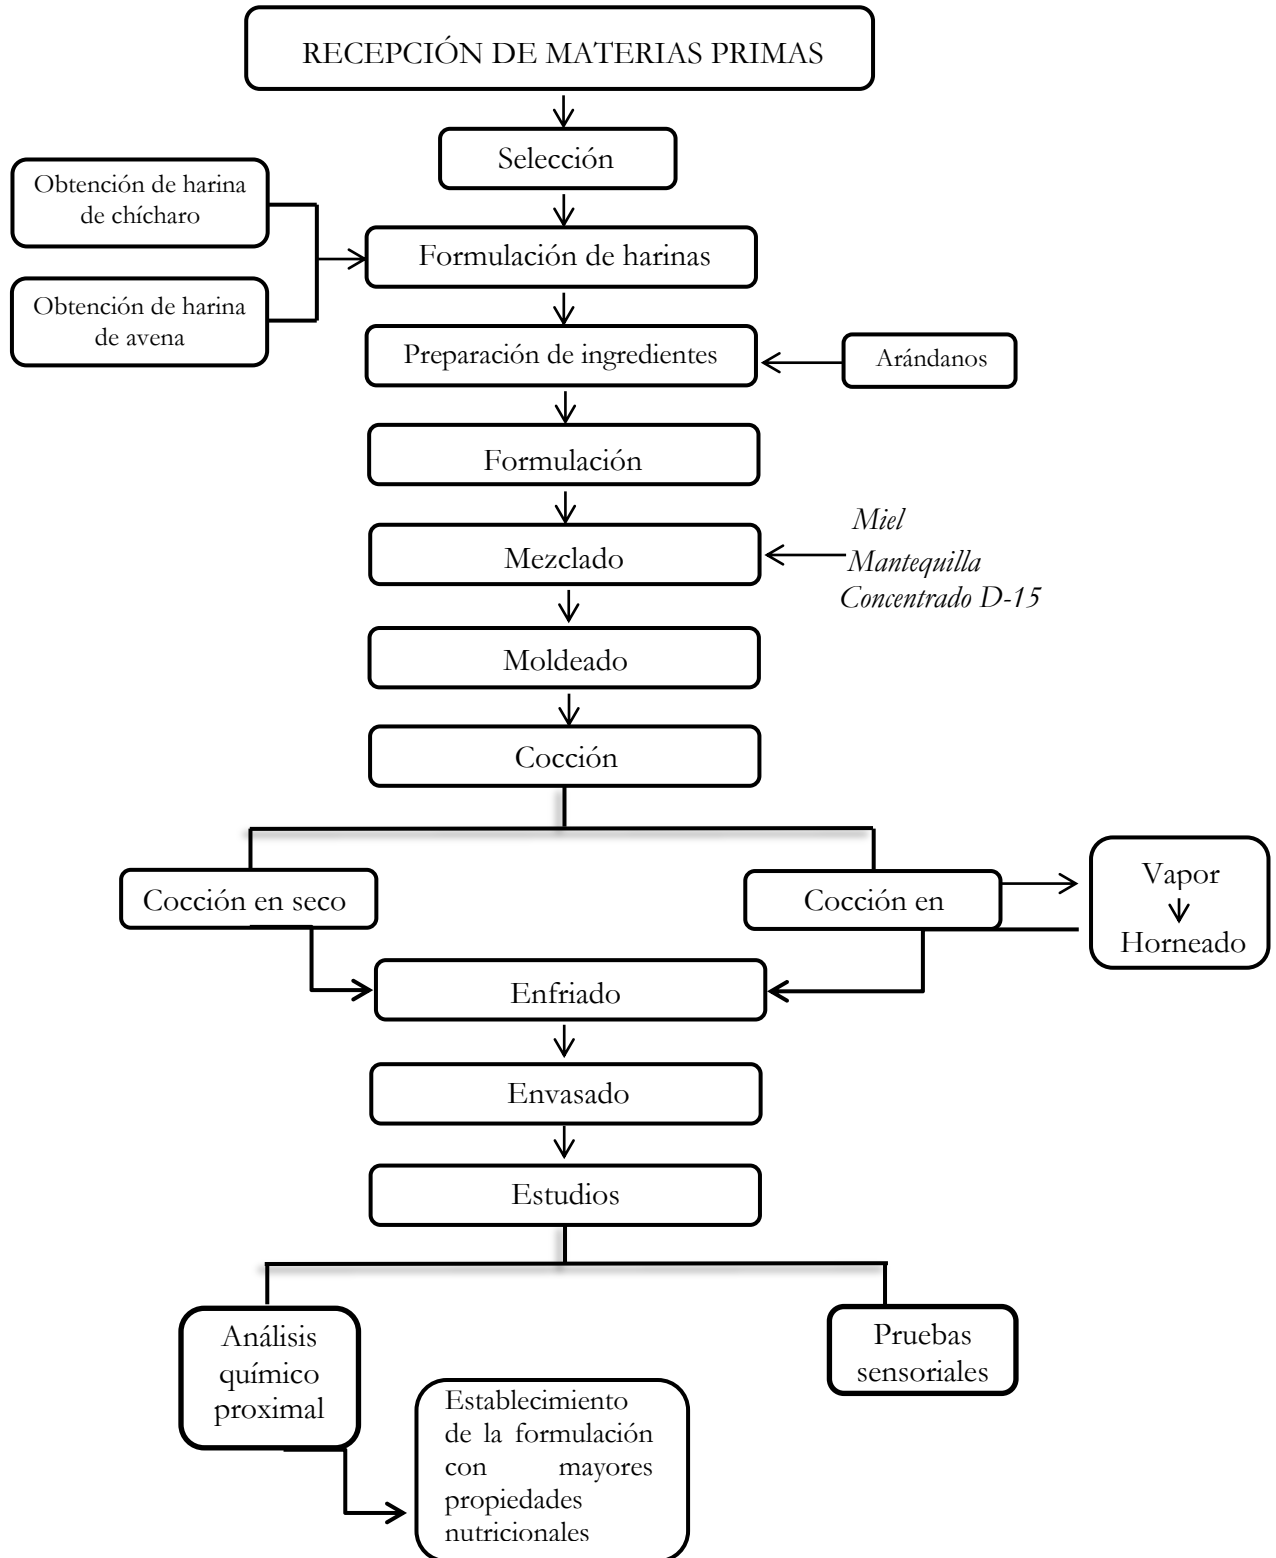 RECEPCIÓN DE MATERIAS PRIMAS
Selección
Obtención de harina
de chícharo
Formulación de harinas
Obtención de harina
de avena
Preparación de ingredientes
Arándanos
Formulación
Miel
Mezclado
Mantequilla
Concentrado D-15
Moldeado
Cocción
Cocción en seco
Cocción en
Vapor
Horneado
Enfriado
Envasado
Estudios
Análisis
químico
proximal
Pruebas
sensoriales
Establecimiento
de la formulación
con mayores
propiedades
nutricionales